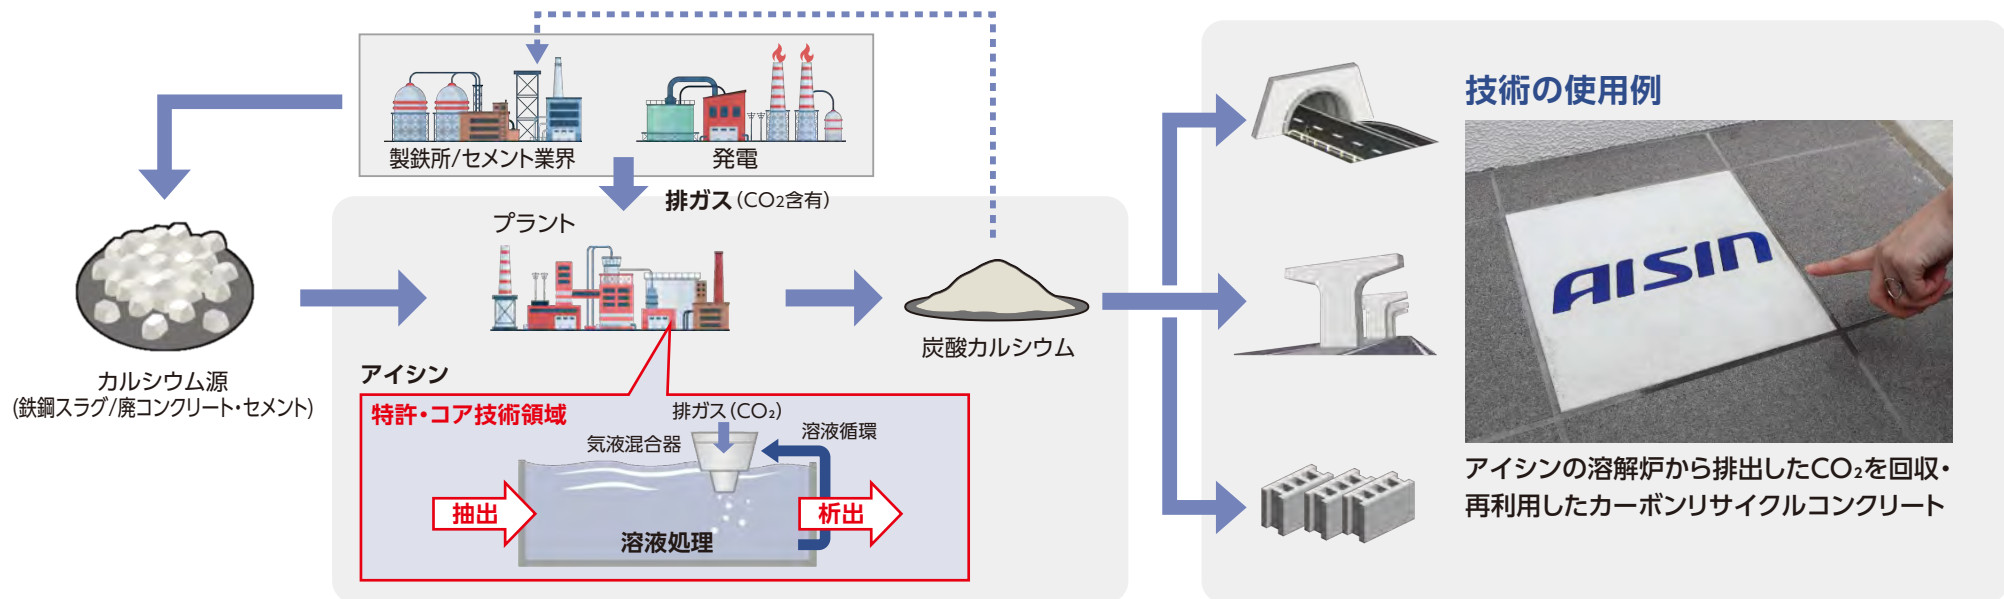 製鉄所/セメント業界
発電
排ガス(CO₂含有)
カルシウム源
(鉄鋼スラグ/廃コンクリート・セメント)
プラント
炭酸カルシウム
アイシン
特許・コア技術領域
排ガス(CO₂)
気液混合器
溶液循環
抽出
析出
溶液処理
技術の使用例
AISIN
アイシンの溶解炉から排出したCO₂を回収・
再利用したカーボンリサイクルコンクリート